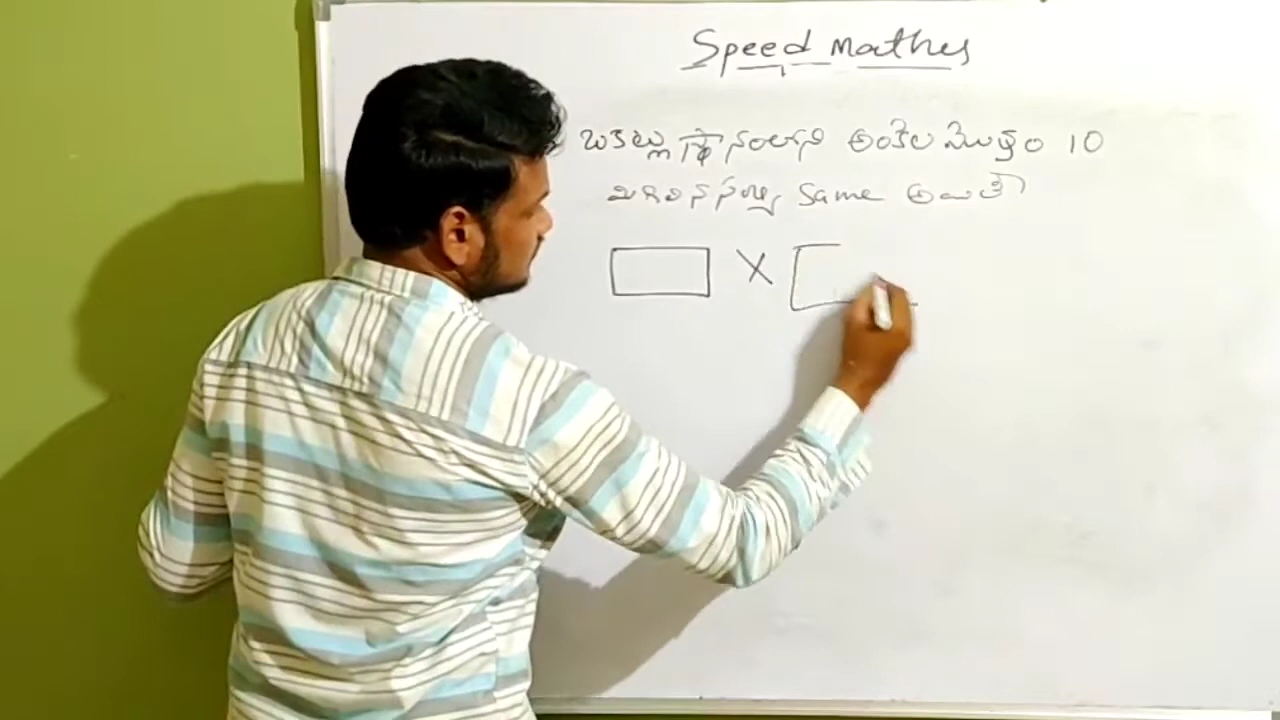 Speed Mathes
ఒకట్లు స్థానంలోని అంకెల మొత్తం 10
మిగిలిన సంఖ్య same అయితే
×